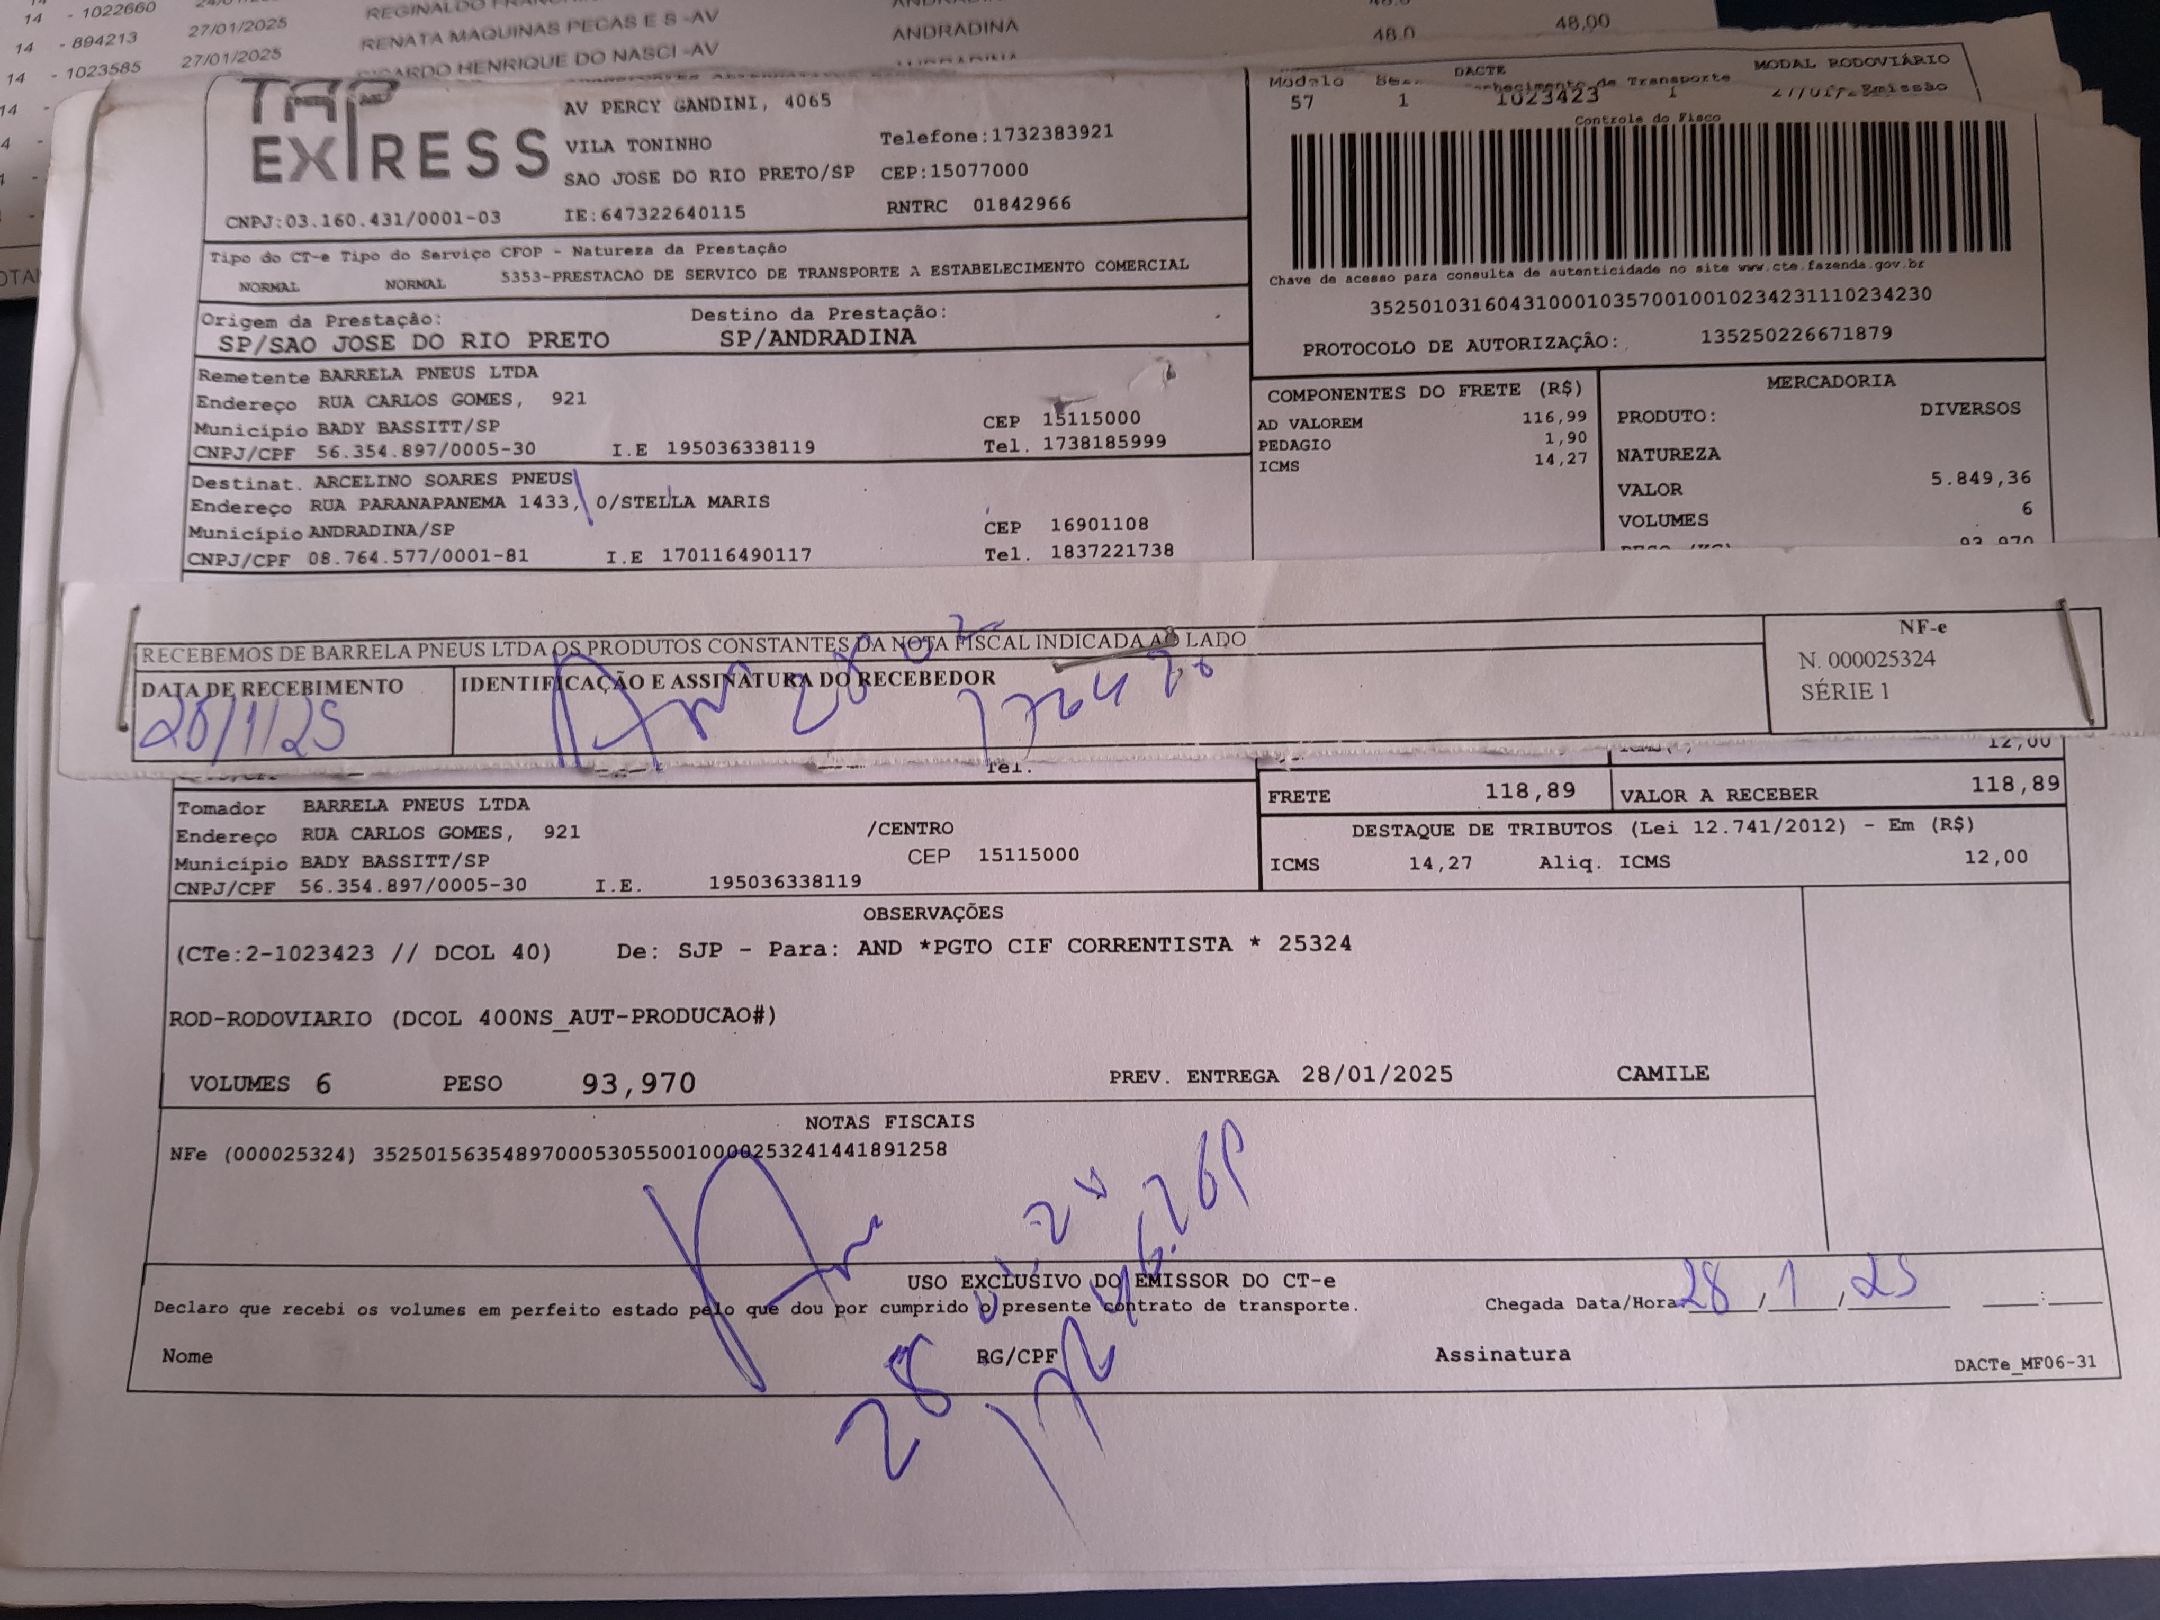 14 - 1022660
REGINALDO
ANDRADINA
14 - 894213 27/01/2025 RENATA MAQUINAS PECAS E S -AV ANDRADINA 48.0 48,00
14 - 1023585 27/01/2025 RICARDO HENRIQUE DO NASCI -AV
TAP EXPRESS
AV PERCY GANDINI, 4065
VILA TONINHO Telefone:1732383921
SAO JOSE DO RIO PRETO/SP CEP:15077000
CNPJ:03.160.431/0001-03 IE:647322640115 RNTRC 01842966
DACTE MODAL RODOVIÁRIO
Modelo
57 1 1023423 1 Emissão
Controle do Fisco
Chave de acesso para consulta de autenticidade no site www.cte.fazenda.gov.br
35250103160431000103570010010234231110234230
PROTOCOLO DE AUTORIZAÇÃO: 135250226671879
Tipo do CT-e Tipo do Serviço CFOP - Natureza da Prestação
NORMAL NORMAL 5353-PRESTACAO DE SERVICO DE TRANSPORTE A ESTABELECIMENTO COMERCIAL
Origem da Prestação: Destino da Prestação:
SP/SAO JOSE DO RIO PRETO SP/ANDRADINA
Remetente BARRELA PNEUS LTDA
Endereço RUA CARLOS GOMES, 921
Município BADY BASSITT/SP CEP 15115000
CNPJ/CPF 56.354.897/0005-30 I.E 195036338119 Tel. 1738185999
Destinat. ARCELINO SOARES PNEUS
Endereço RUA PARANAPANEMA 1433, 0/STELLA MARIS
Município ANDRADINA/SP CEP 16901108
CNPJ/CPF 08.764.577/0001-81 I.E 170116490117 Tel. 1837221738
COMPONENTES DO FRETE (R$)
AD VALOREM 116,99
PEDAGIO 1,90
ICMS 14,27
MERCADORIA
PRODUTO: DIVERSOS
NATUREZA
VALOR 5.849,36
VOLUMES 6
93,970
RECEBEMOS DE BARRELA PNEUS LTDA OS PRODUTOS CONSTANTES DA NOTA FISCAL INDICADA AO LADO
DATA DE RECEBIMENTO IDENTIFICAÇÃO E ASSINATURA DO RECEBEDOR
28/1/25
NF-e
N. 000025324
SÉRIE 1
Tel.
12,00
Tomador BARRELA PNEUS LTDA
Endereço RUA CARLOS GOMES, 921 /CENTRO
Município BADY BASSITT/SP CEP 15115000
CNPJ/CPF 56.354.897/0005-30 I.E. 195036338119
FRETE 118,89 VALOR A RECEBER 118,89
DESTAQUE DE TRIBUTOS (Lei 12.741/2012) - Em (R$)
ICMS 14,27 Aliq. ICMS 12,00
OBSERVAÇÕES
(CTe:2-1023423 // DCOL 40) De: SJP - Para: AND *PGTO CIF CORRENTISTA * 25324
ROD-RODOVIARIO (DCOL 400NS_AUT-PRODUCAO#)
VOLUMES 6 PESO 93,970 PREV. ENTREGA 28/01/2025 CAMILE
NOTAS FISCAIS
NFe (000025324) 35250156354897000530550010000253241441891258
USO EXCLUSIVO DO EMISSOR DO CT-e
Declaro que recebi os volumes em perfeito estado pelo que dou por cumprido o presente contrato de transporte. Chegada Data/Hora 28/1/25 __:__
Nome RG/CPF Assinatura
DACTe_MF06-31